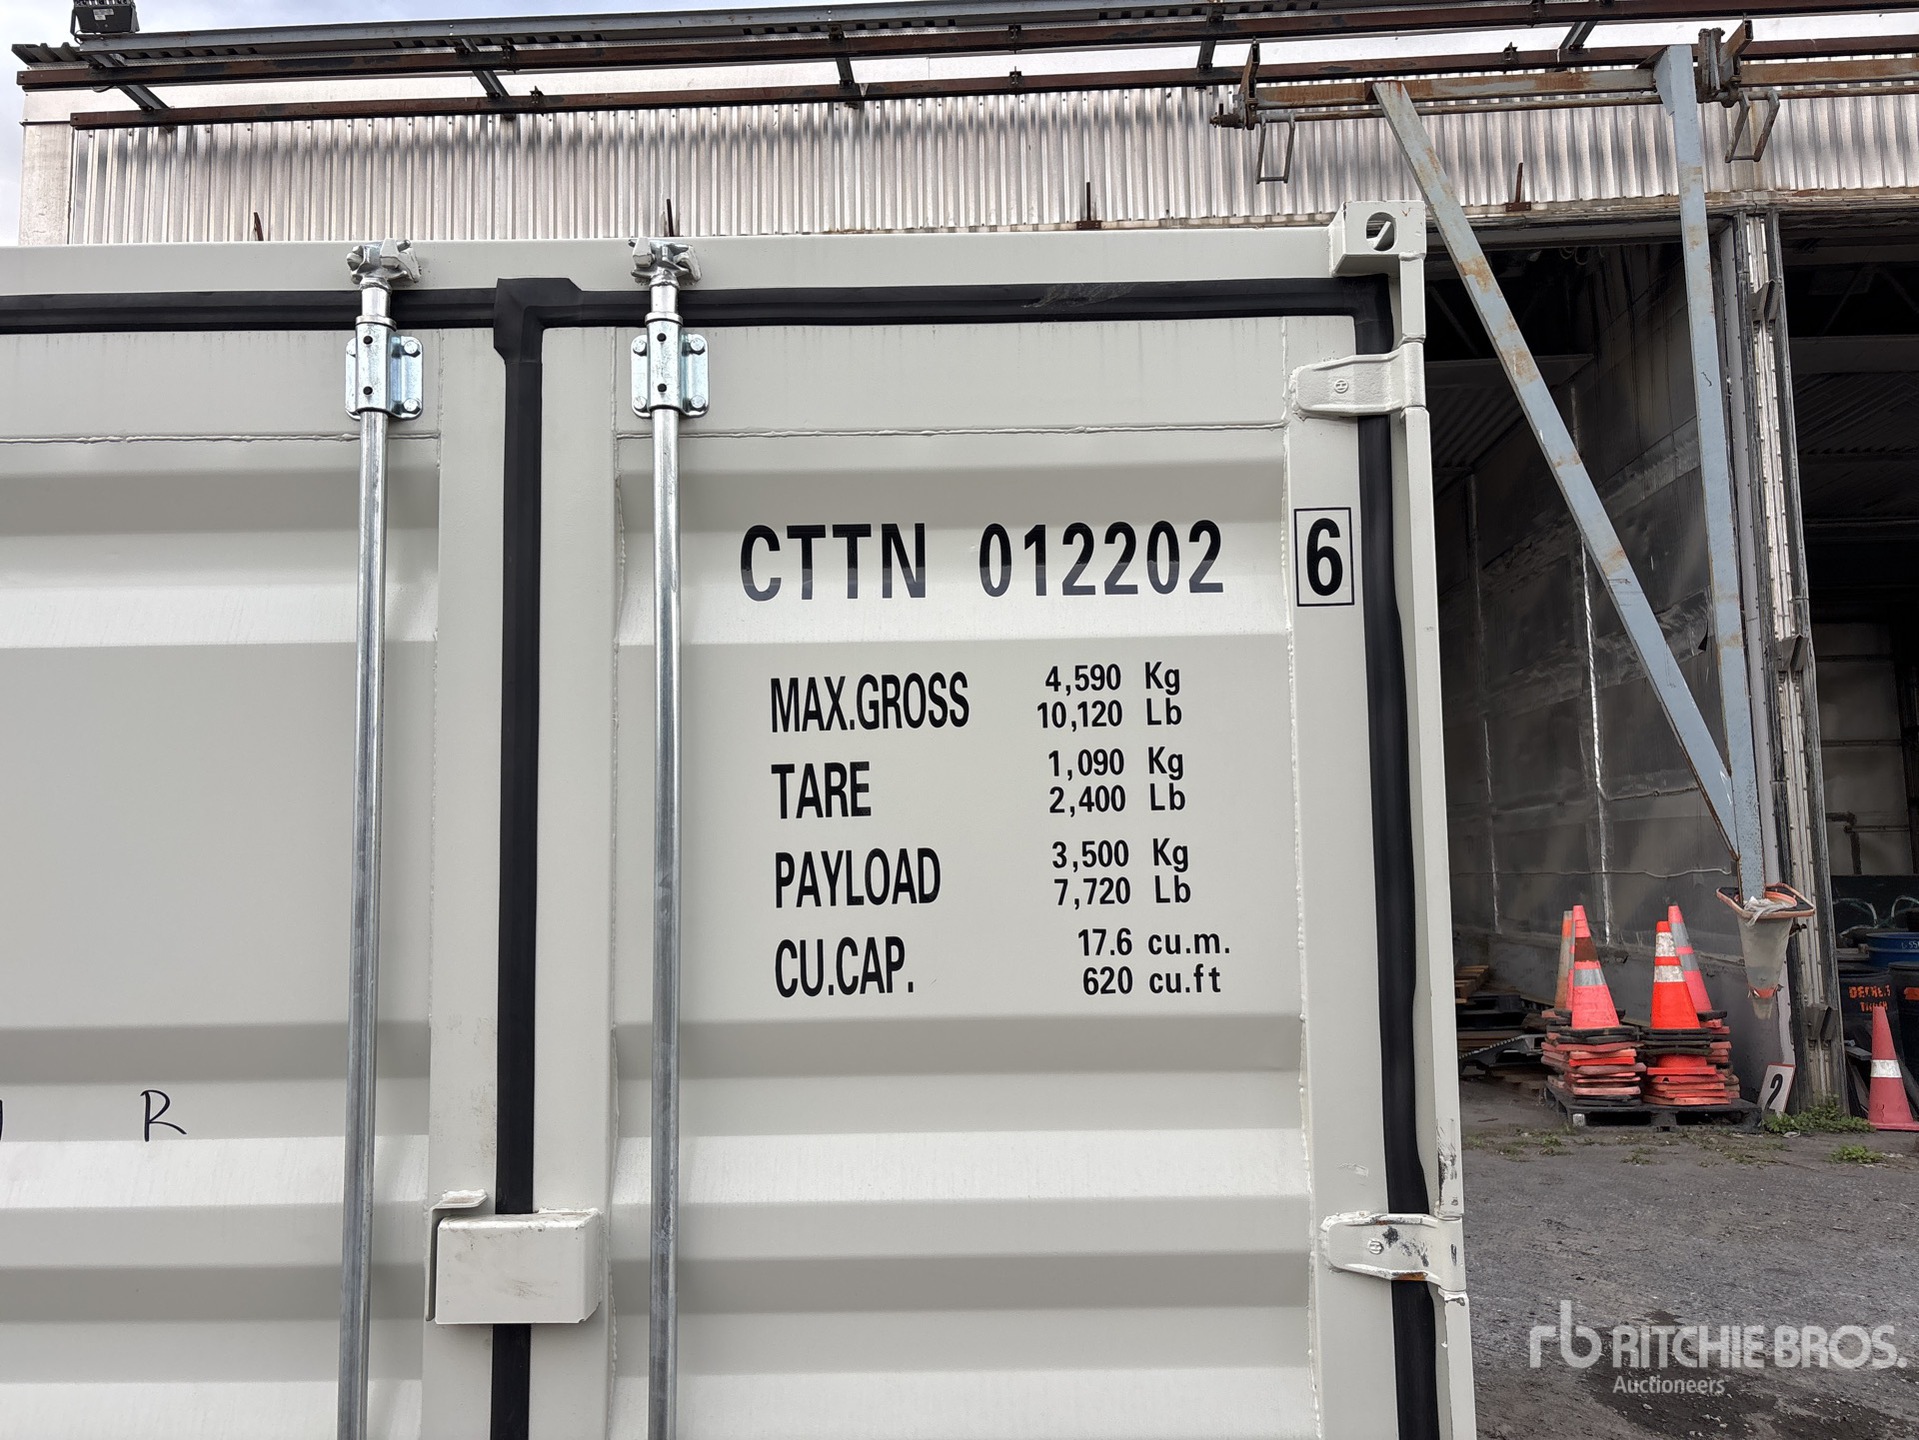 CTTN 012202 6
MAX.GROSS 4,590 Kg
10,120 Lb
TARE 1,090 Kg
2,400 Lb
PAYLOAD 3,500 Kg
7,720 Lb
CU.CAP. 17.6 cu.m.
620 cu.ft
R
2
rb RITCHIE BROS.
Auctioneers